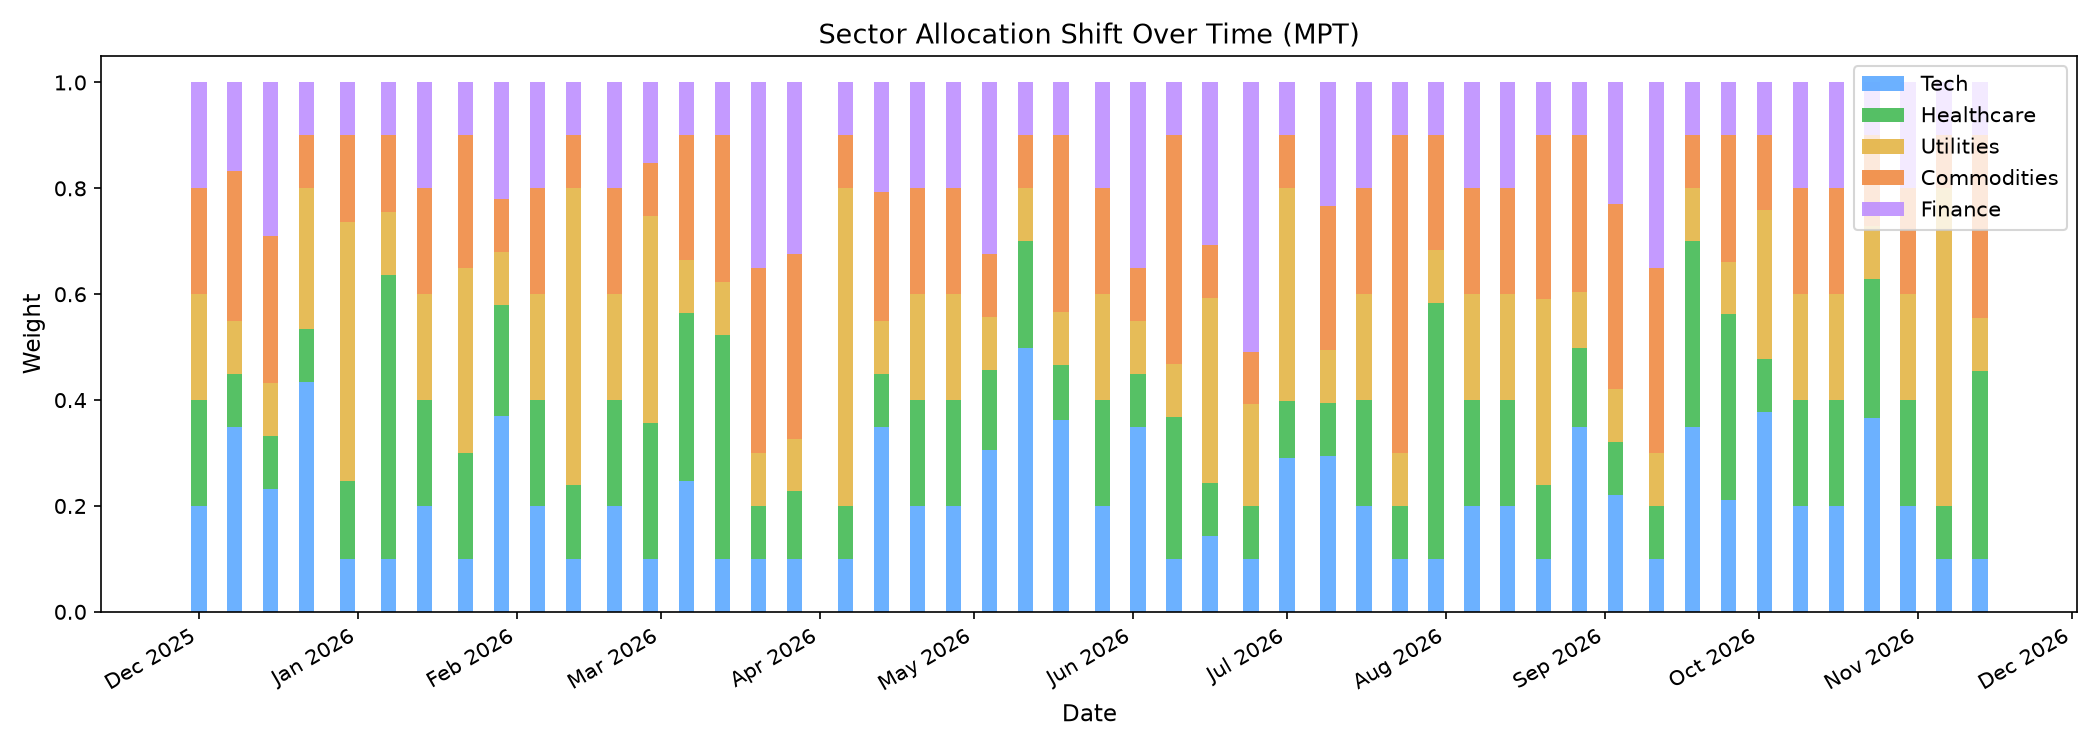 Sector Allocation Shift Over Time (MPT)
Weight
1.0
0.8
0.6
0.4
0.2
0.0
Tech
Healthcare
Utilities
Commodities
Finance
Dec 2025
Jan 2026
Feb 2026
Mar 2026
Apr 2026
May 2026
Jun 2026
Jul 2026
Aug 2026
Sep 2026
Oct 2026
Nov 2026
Dec 2026
Date